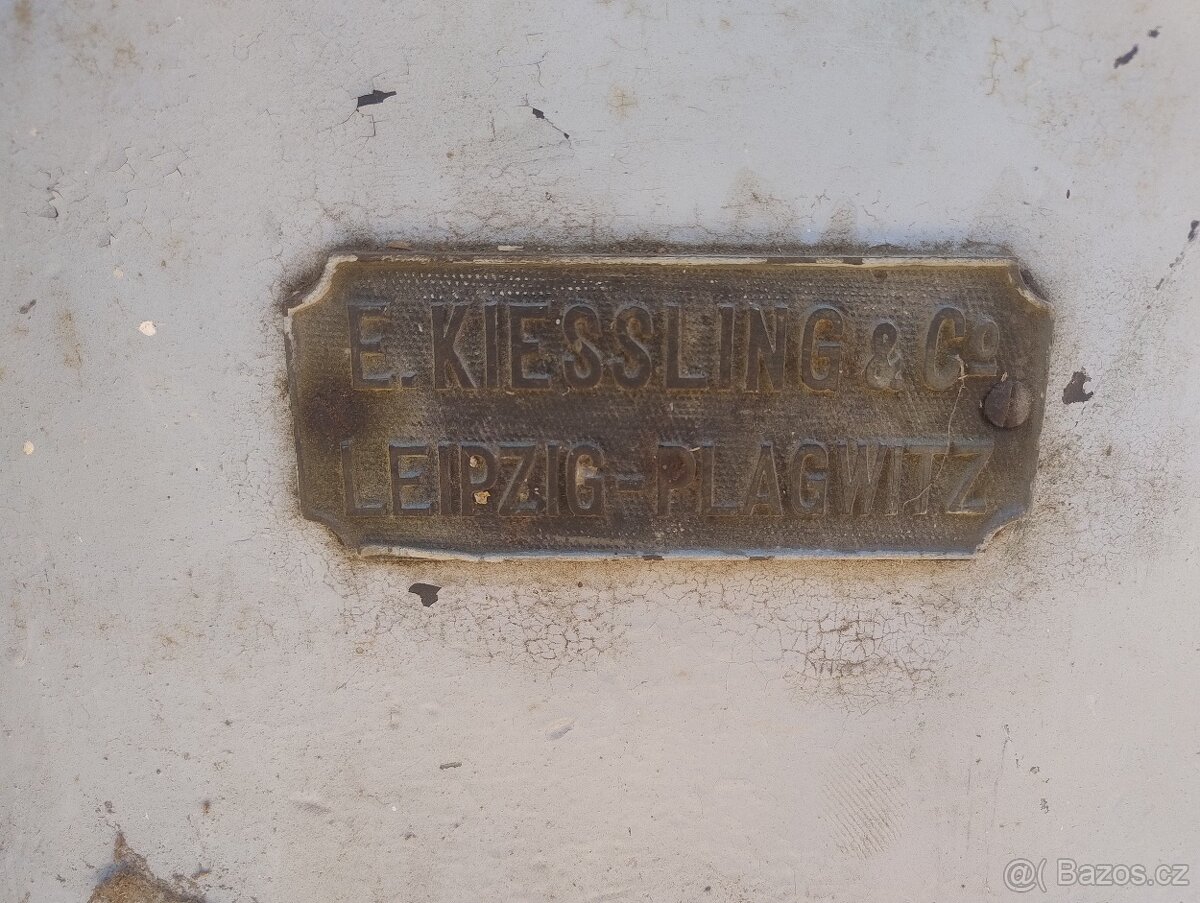 E. KIESSLING & Co
LEIPZIG-PLAGWITZ
@( Bazos.cz